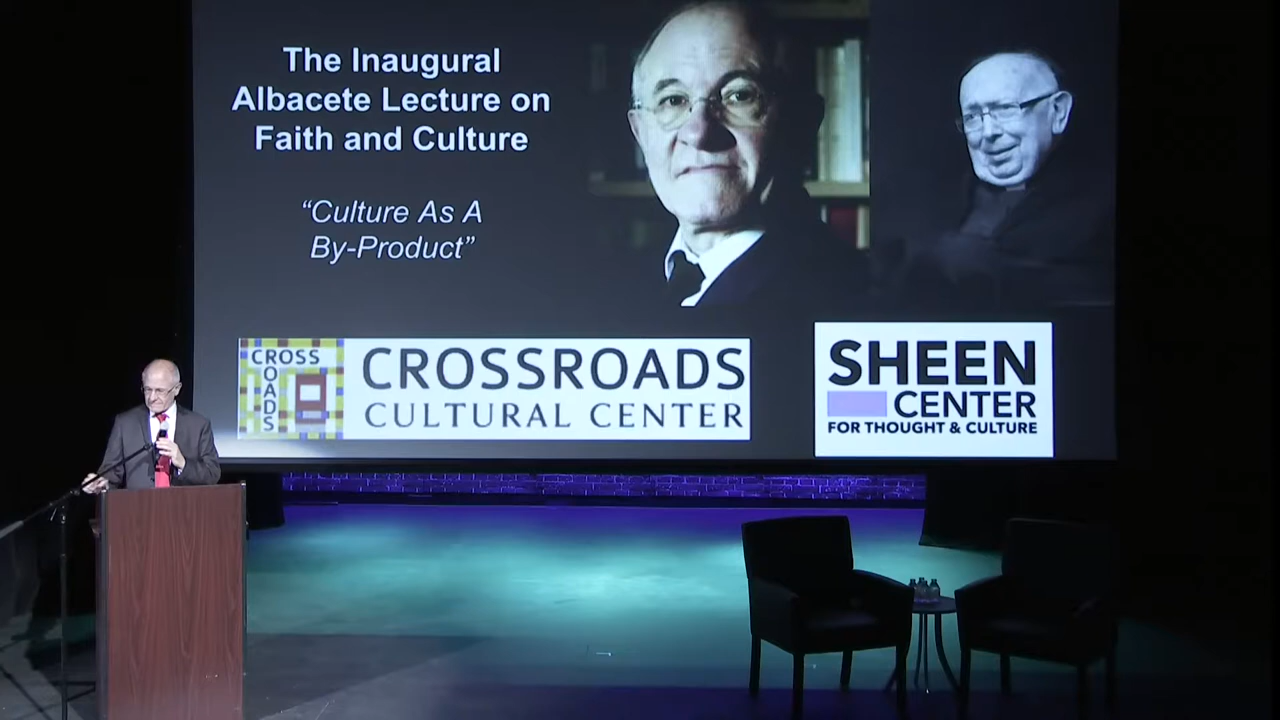 The Inaugural
Albacete Lecture on
Faith and Culture
“Culture As A
By-Product”
CROSS
ROADS
CROSSROADS
CULTURAL CENTER
SHEEN
CENTER
FOR THOUGHT & CULTURE